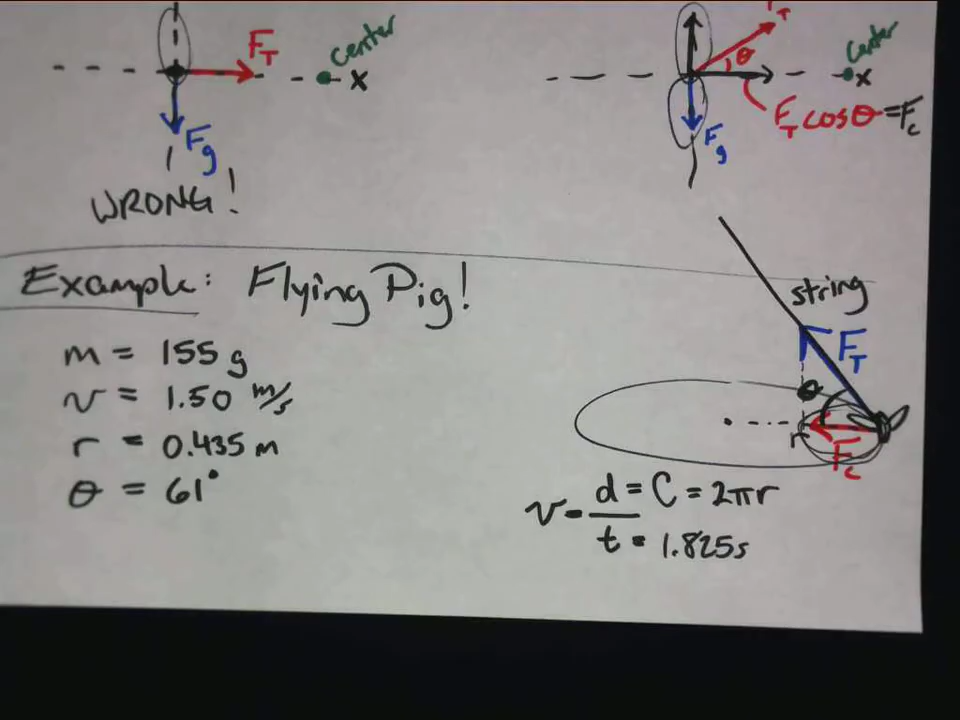 F_T
center
x
F_g
WRONG!
F_T
θ
center
x
F_T cosθ = F_c
F_g
Example: Flying Pig!
m = 155 g
v = 1.50 m/s
r = 0.435 m
θ = 61°
string
F_T
θ
r
F_c
v = d = C = 2πr
t = 1.825s